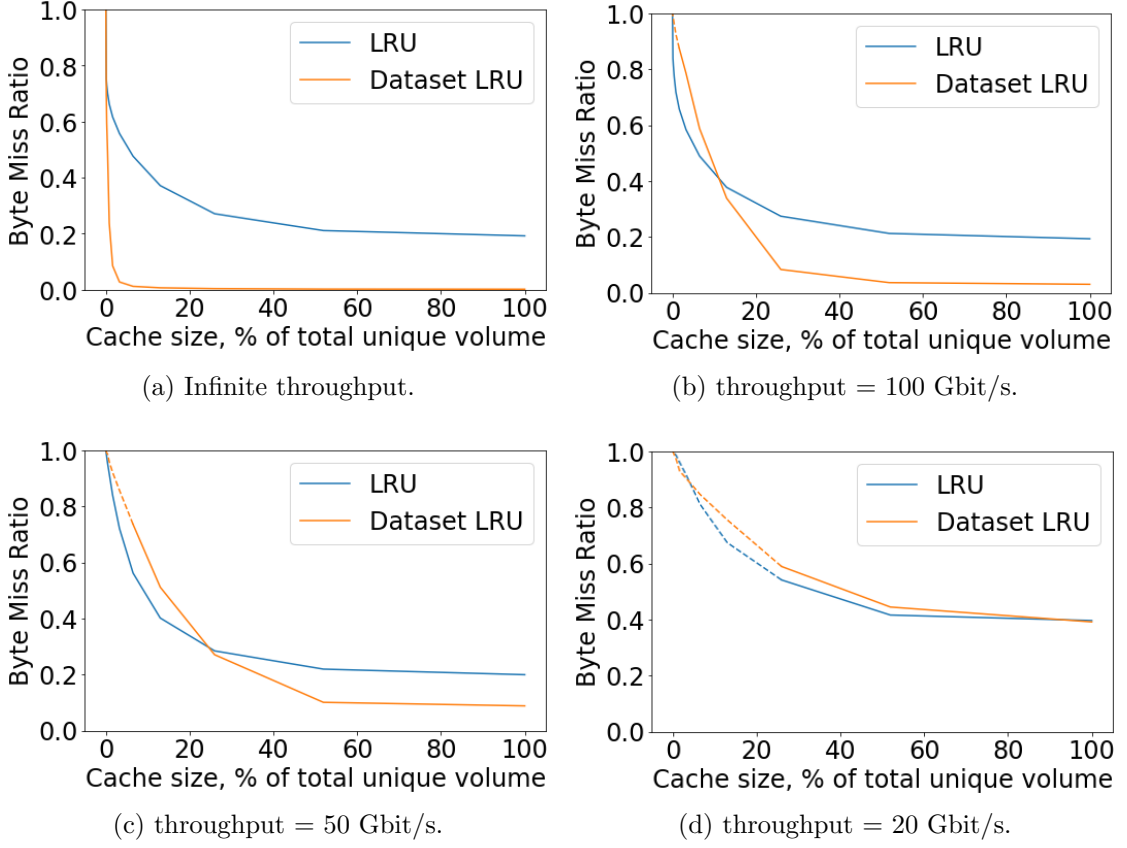 1.0
0.8
0.6
0.4
0.2
0.0
Byte Miss Ratio
LRU
Dataset LRU
0 20 40 60 80 100
Cache size, % of total unique volume
(a) Infinite throughput.
1.0
0.8
0.6
0.4
0.2
0.0
Byte Miss Ratio
LRU
Dataset LRU
0 20 40 60 80 100
Cache size, % of total unique volume
(b) throughput = 100 Gbit/s.
1.0
0.8
0.6
0.4
0.2
0.0
Byte Miss Ratio
LRU
Dataset LRU
0 20 40 60 80 100
Cache size, % of total unique volume
(c) throughput = 50 Gbit/s.
1.0
0.8
0.6
0.4
0.2
0.0
Byte Miss Ratio
LRU
Dataset LRU
0 20 40 60 80 100
Cache size, % of total unique volume
(d) throughput = 20 Gbit/s.